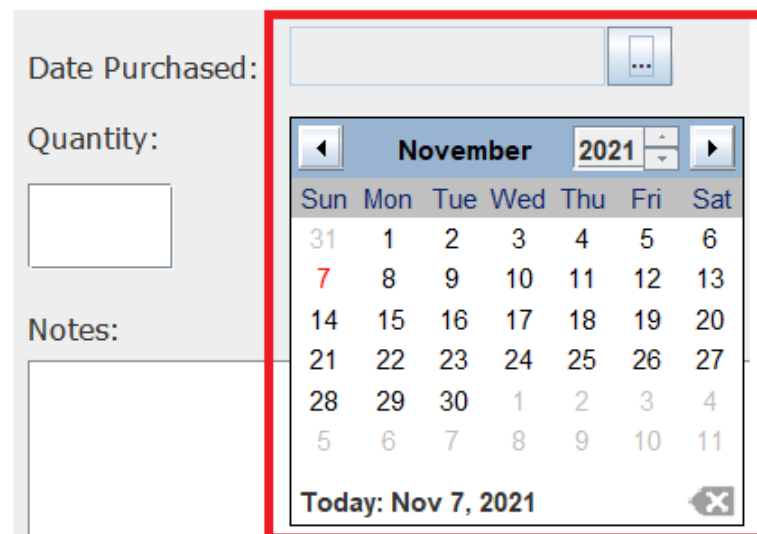 Date Purchased:
...
Quantity:
November 2021
Sun Mon Tue Wed Thu Fri Sat
31 1 2 3 4 5 6
7 8 9 10 11 12 13
14 15 16 17 18 19 20
Notes:
21 22 23 24 25 26 27
28 29 30 1 2 3 4
5 6 7 8 9 10 11
Today: Nov 7, 2021